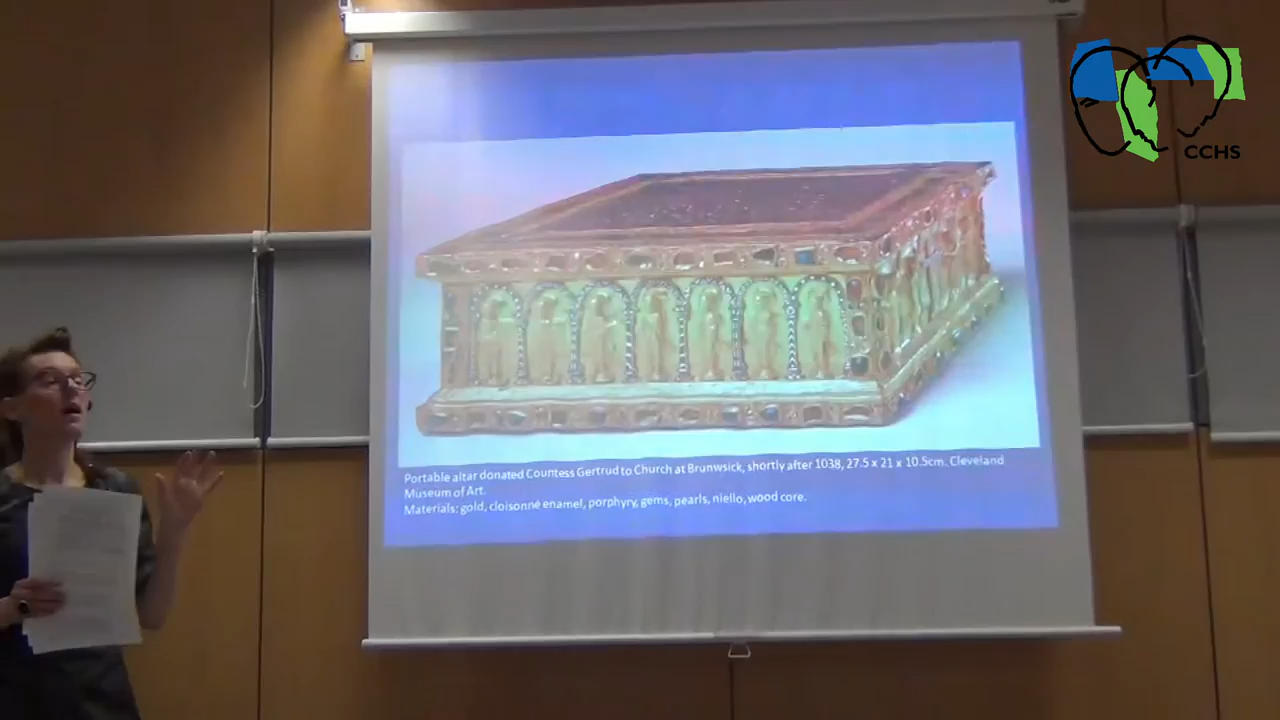 CCHS
Portable altar donated Countess Gertrud to Church at Brunwsick, shortly after 1038, 27.5 x 21 x 10.5cm. Cleveland
Museum of Art.
Materials: gold, cloisonné enamel, porphyry, gems, pearls, niello, wood core.